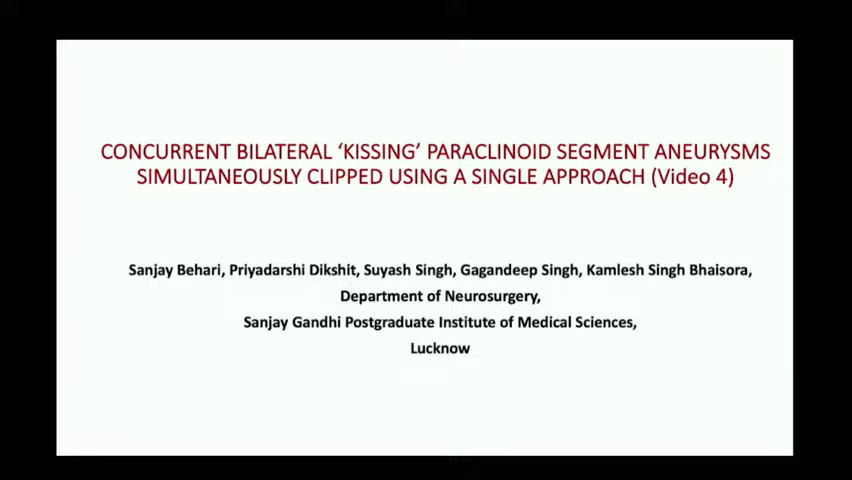 CONCURRENT BILATERAL ‘KISSING’ PARACLINOID SEGMENT ANEURYSMS
SIMULTANEOUSLY CLIPPED USING A SINGLE APPROACH (Video 4)
Sanjay Behari, Priyadarshi Dikshit, Suyash Singh, Gagandeep Singh, Kamlesh Singh Bhaisora,
Department of Neurosurgery,
Sanjay Gandhi Postgraduate Institute of Medical Sciences,
Lucknow